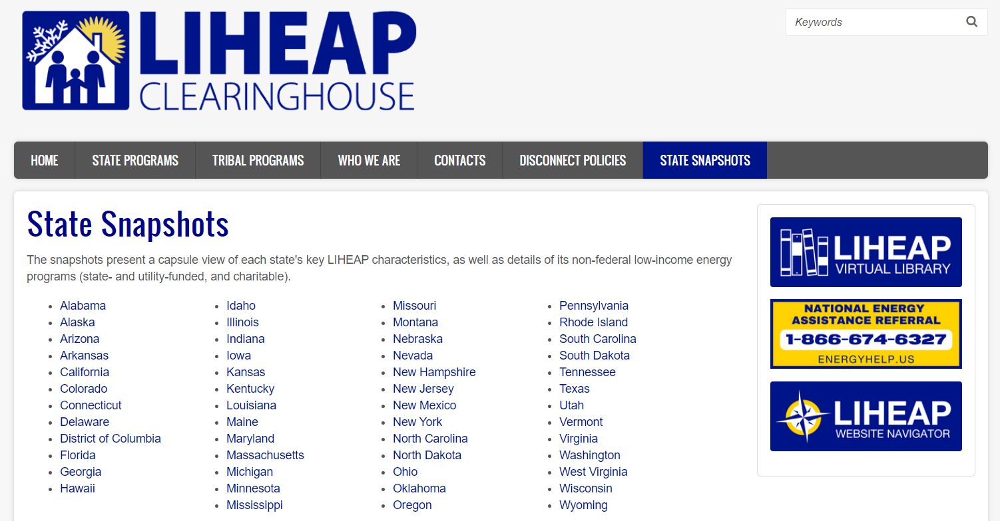 LIHEAP
CLEARINGHOUSE
Keywords
HOME STATE PROGRAMS TRIBAL PROGRAMS WHO WE ARE CONTACTS DISCONNECT POLICIES STATE SNAPSHOTS
State Snapshots
The snapshots present a capsule view of each state's key LIHEAP characteristics, as well as details of its non-federal low-income energy
programs (state- and utility-funded, and charitable).
Alabama
Alaska
Arizona
Arkansas
California
Colorado
Connecticut
Delaware
District of Columbia
Florida
Georgia
Hawaii
Idaho
Illinois
Indiana
Iowa
Kansas
Kentucky
Louisiana
Maine
Maryland
Massachusetts
Michigan
Minnesota
Mississippi
Missouri
Montana
Nebraska
Nevada
New Hampshire
New Jersey
New Mexico
New York
North Carolina
North Dakota
Ohio
Oklahoma
Oregon
Pennsylvania
Rhode Island
South Carolina
South Dakota
Tennessee
Texas
Utah
Vermont
Virginia
Washington
West Virginia
Wisconsin
Wyoming
LIHEAP
VIRTUAL LIBRARY
NATIONAL ENERGY
ASSISTANCE REFERRAL
1-866-674-6327
ENERGYHELP.US
LIHEAP
WEBSITE NAVIGATOR